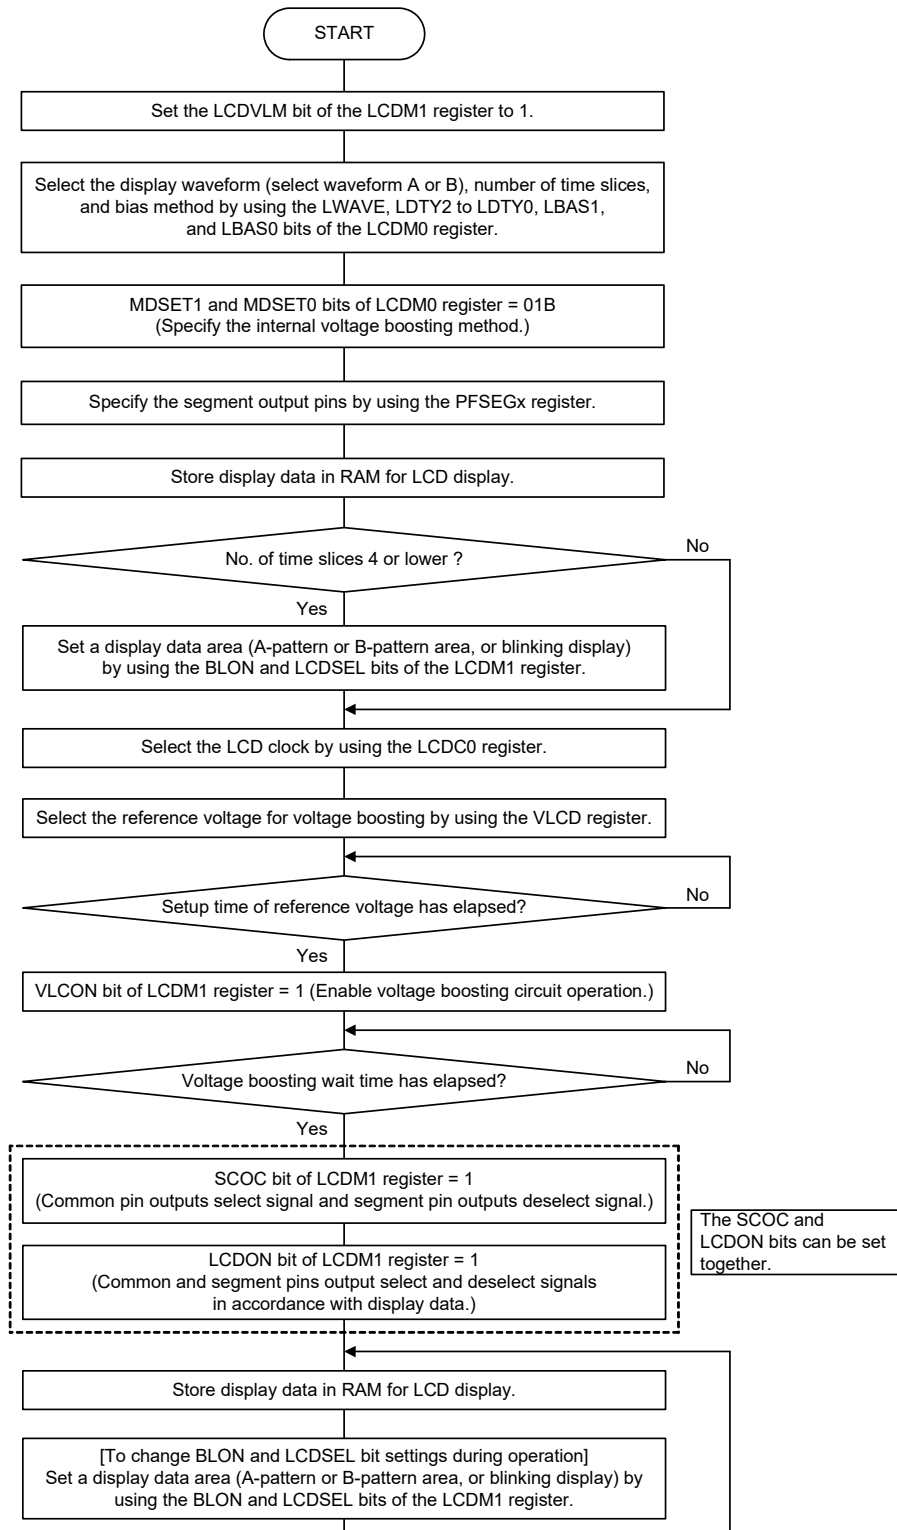 START
Set the LCDVLM bit of the LCDM1 register to 1.
Select the display waveform (select waveform A or B), number of time slices,
and bias method by using the LWAVE, LDTY2 to LDTY0, LBAS1,
and LBAS0 bits of the LCDM0 register.
MDSET1 and MDSET0 bits of LCDM0 register = 01B
(Specify the internal voltage boosting method.)
Specify the segment output pins by using the PFSEGx register.
Store display data in RAM for LCD display.
No. of time slices 4 or lower ?
No
Yes
Set a display data area (A-pattern or B-pattern area, or blinking display)
by using the BLON and LCDSEL bits of the LCDM1 register.
Select the LCD clock by using the LCDC0 register.
Select the reference voltage for voltage boosting by using the VLCD register.
Setup time of reference voltage has elapsed?
No
Yes
VLCON bit of LCDM1 register = 1 (Enable voltage boosting circuit operation.)
Voltage boosting wait time has elapsed?
No
Yes
SCOC bit of LCDM1 register = 1
(Common pin outputs select signal and segment pin outputs deselect signal.)
LCDON bit of LCDM1 register = 1
(Common and segment pins output select and deselect signals
in accordance with display data.)
The SCOC and
LCDON bits can be set
together.
Store display data in RAM for LCD display.
[To change BLON and LCDSEL bit settings during operation]
Set a display data area (A-pattern or B-pattern area, or blinking display) by
using the BLON and LCDSEL bits of the LCDM1 register.